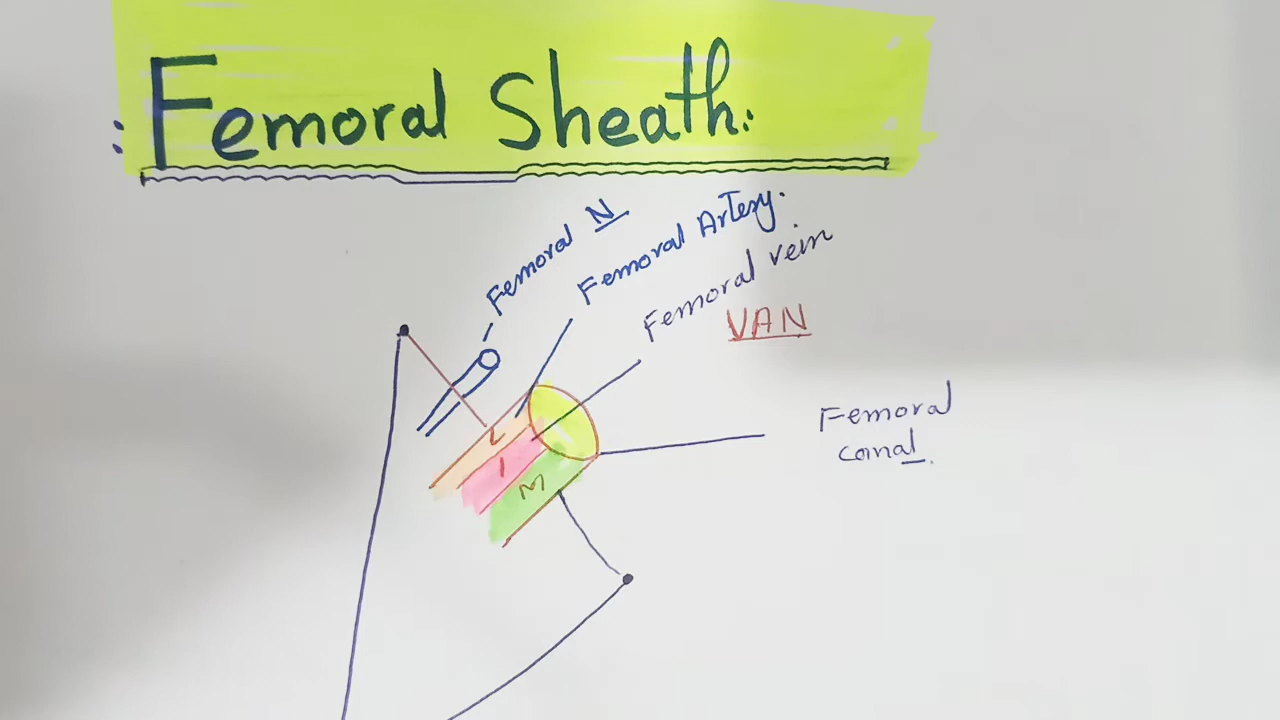 : Femoral Sheath:
Femoral N
Femoral Artery.
Femoral vein
VAN
Femoral
canal.
L
I
M